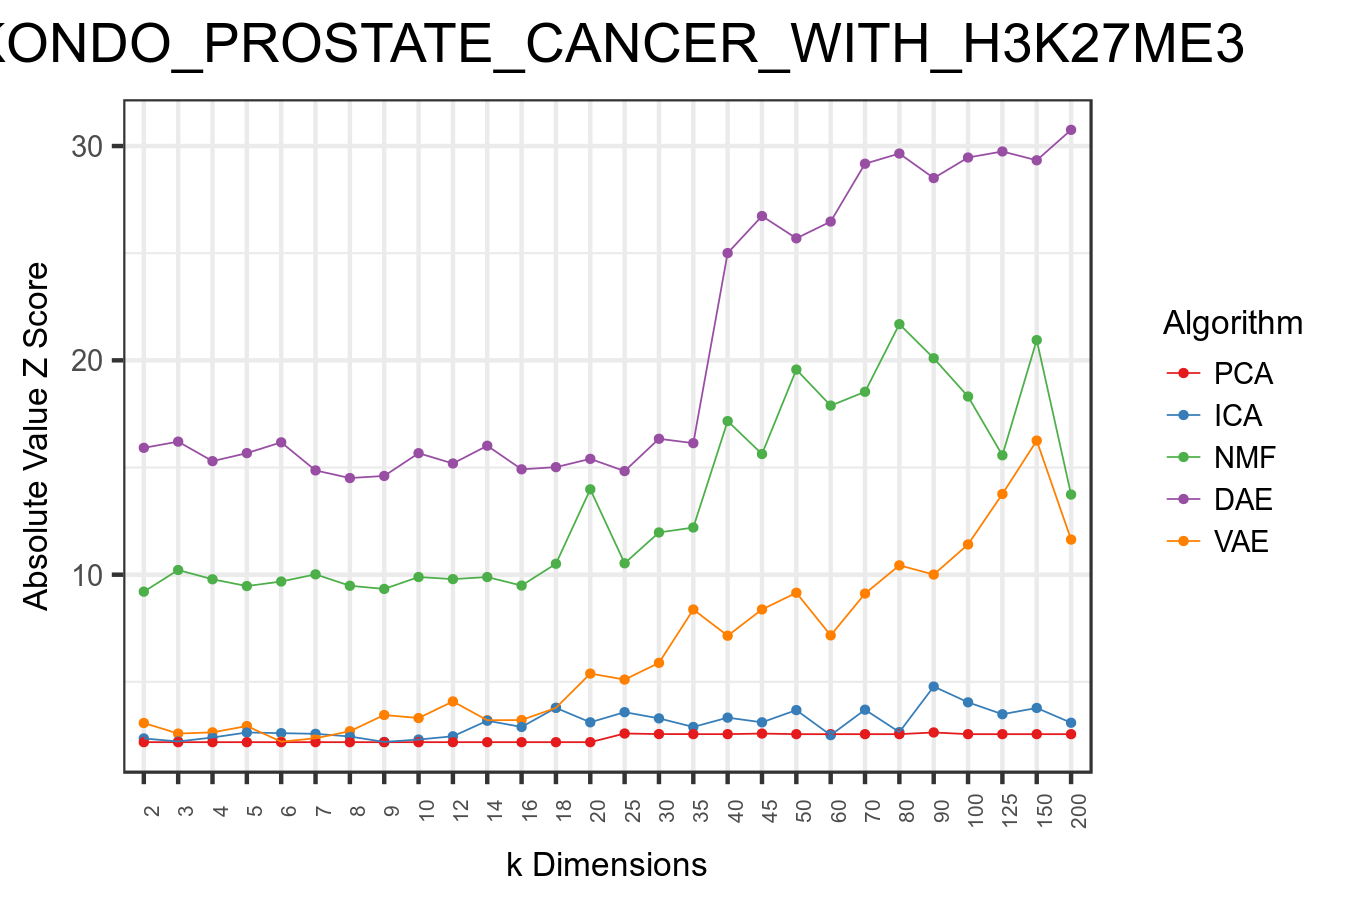 KONDO_PROSTATE_CANCER_WITH_H3K27ME3
Absolute Value Z Score
30
20
10
2 3 4 5 6 7 8 9 10 12 14 16 18 20 25 30 35 40 45 50 60 70 80 90 100 125 150 200
k Dimensions
Algorithm
PCA
ICA
NMF
DAE
VAE